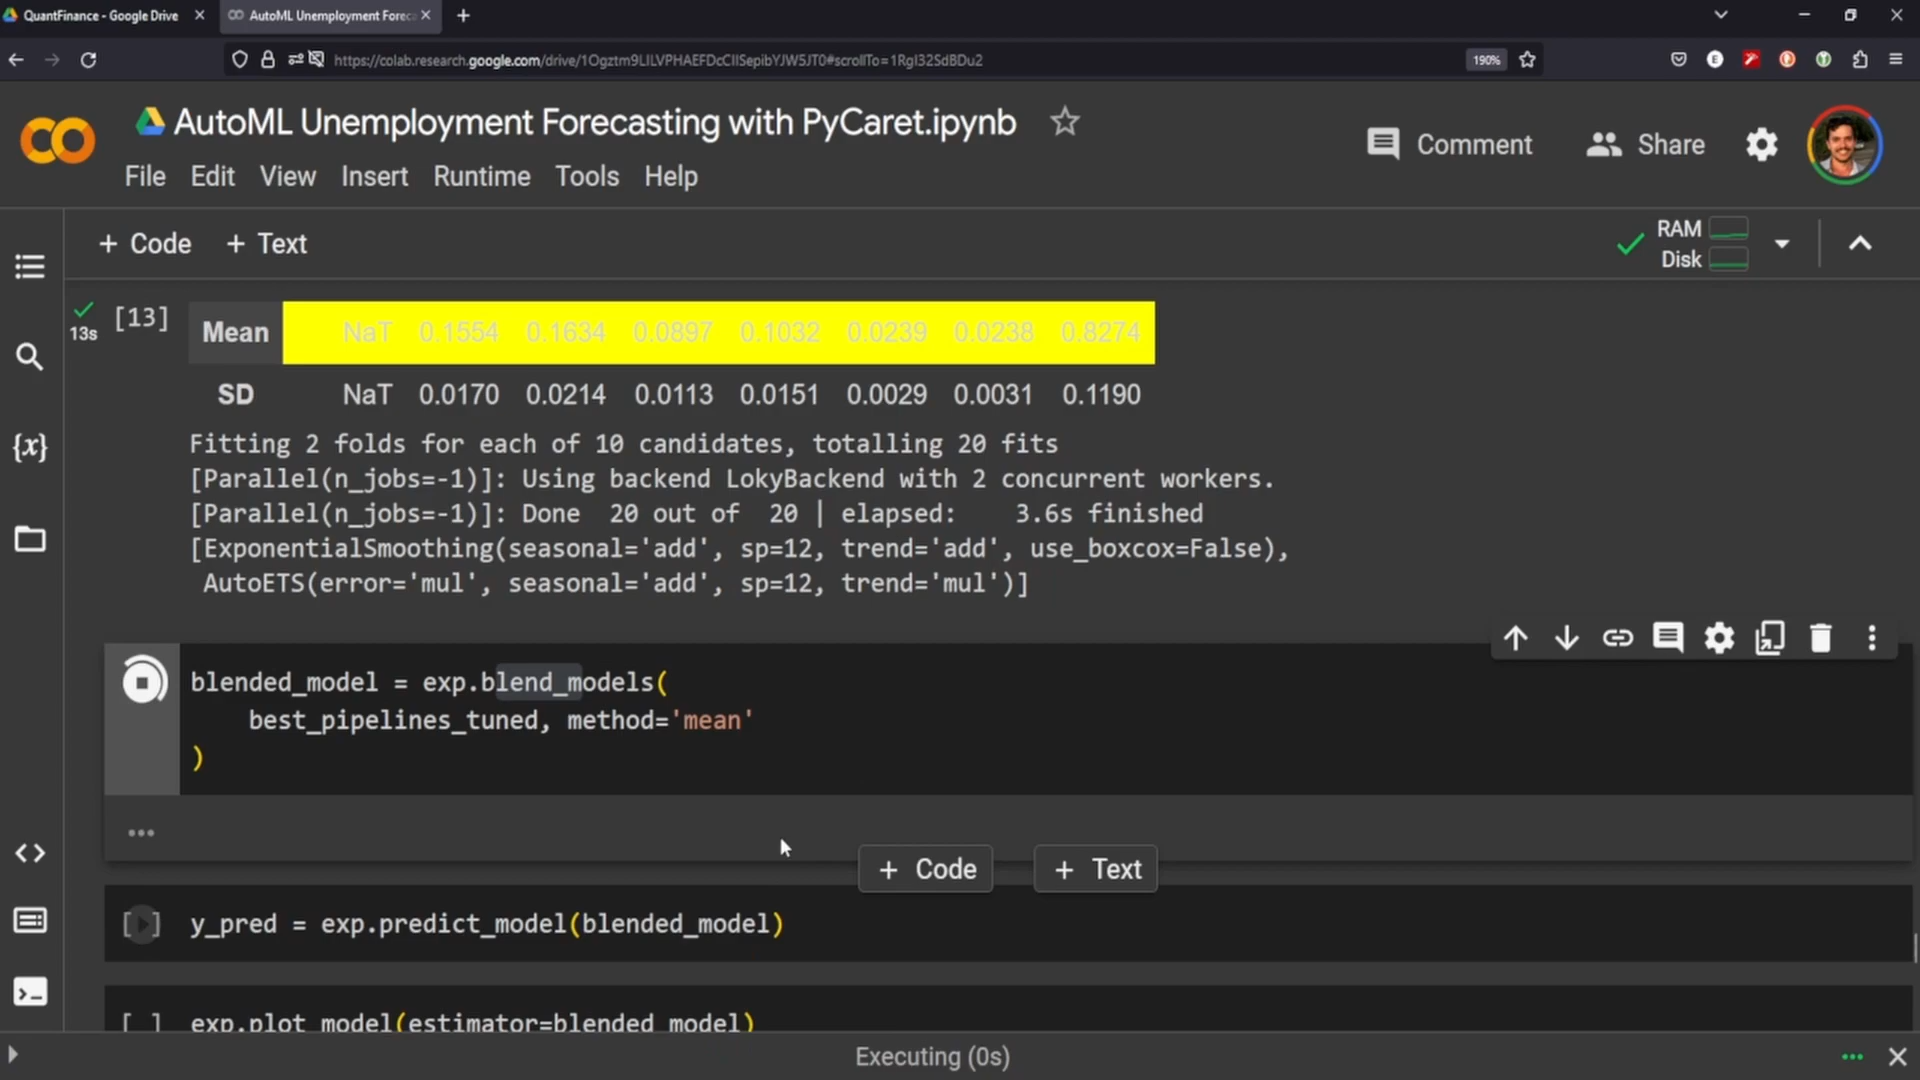 QuantFinance - Google Drive
AutoML Unemployment Forec
https://colab.research.google.com/drive/1Ogztm9LILVPHAEFDcCIISepibYJW5JT0#scrollTo=1RgI32SdBDu2
190%
AutoML Unemployment Forecasting with PyCaret.ipynb
Comment
Share
File Edit View Insert Runtime Tools Help
+ Code + Text
RAM
Disk
13s
[13]
Mean NaT 0.1554 0.1634 0.0897 0.1032 0.0239 0.0238 0.8274
SD NaT 0.0170 0.0214 0.0113 0.0151 0.0029 0.0031 0.1190
Fitting 2 folds for each of 10 candidates, totalling 20 fits
[Parallel(n_jobs=-1)]: Using backend LokyBackend with 2 concurrent workers.
[Parallel(n_jobs=-1)]: Done 20 out of 20 | elapsed: 3.6s finished
[ExponentialSmoothing(seasonal='add', sp=12, trend='add', use_boxcox=False),
AutoETS(error='mul', seasonal='add', sp=12, trend='mul')]
blended_model = exp.blend_models(
best_pipelines_tuned, method='mean'
)
+ Code + Text
[ ] y_pred = exp.predict_model(blended_model)
[ ] exp.plot_model(estimator=blended_model)
Executing (0s)